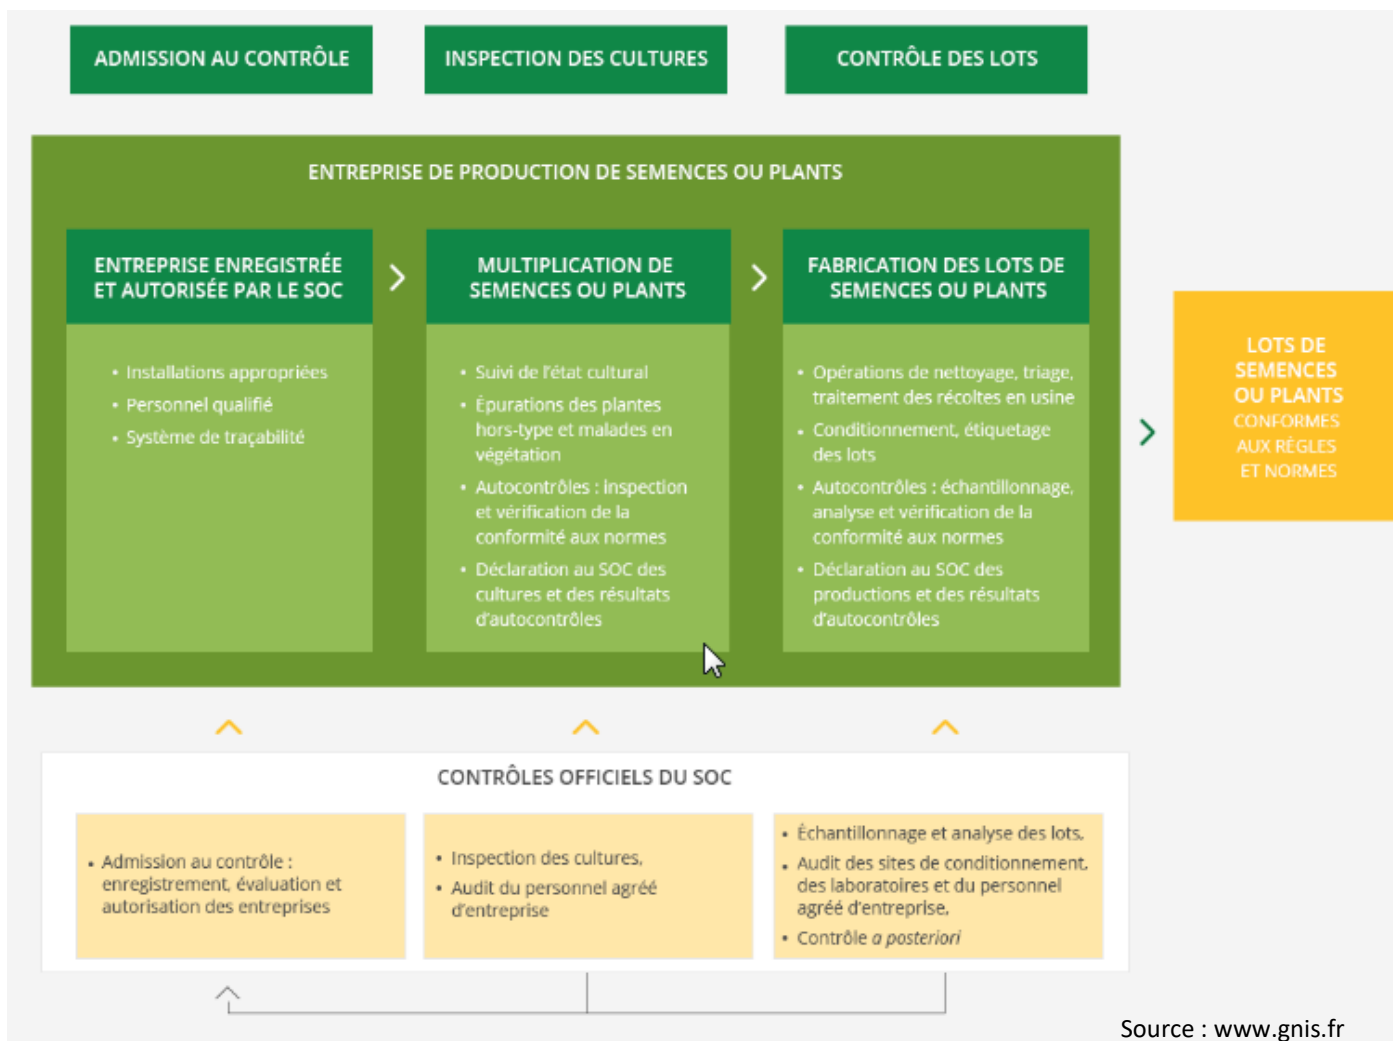 ADMISSION AU CONTRÔLE
INSPECTION DES CULTURES
CONTRÔLE DES LOTS
ENTREPRISE DE PRODUCTION DE SEMENCES OU PLANTS
ENTREPRISE ENREGISTRÉE
ET AUTORISÉE PAR LE SOC
• Installations appropriées
• Personnel qualifié
• Système de traçabilité
MULTIPLICATION DE
SEMENCES OU PLANTS
• Suivi de l'état cultural
• Épurations des plantes
hors-type et malades en
végétation
• Autocontrôles : inspection
et vérification de la
conformité aux normes
• Déclaration au SOC des
cultures et des résultats
d'autocontrôles
FABRICATION DES LOTS DE
SEMENCES OU PLANTS
• Opérations de nettoyage, triage,
traitement des récoltes en usine
• Conditionnement, étiquetage
des lots
• Autocontrôles : échantillonnage,
analyse et vérification de la
conformité aux normes
• Déclaration au SOC des
productions et des résultats
d'autocontrôles
LOTS DE
SEMENCES
OU PLANTS
CONFORMES
AUX RÈGLES
ET NORMES
CONTRÔLES OFFICIELS DU SOC
• Admission au contrôle :
enregistrement, évaluation et
autorisation des entreprises
• Inspection des cultures,
• Audit du personnel agréé
d'entreprise
• Échantillonnage et analyse des lots,
• Audit des sites de conditionnement,
des laboratoires et du personnel
agréé d'entreprise,
• Contrôle a posteriori
Source : www.gnis.fr